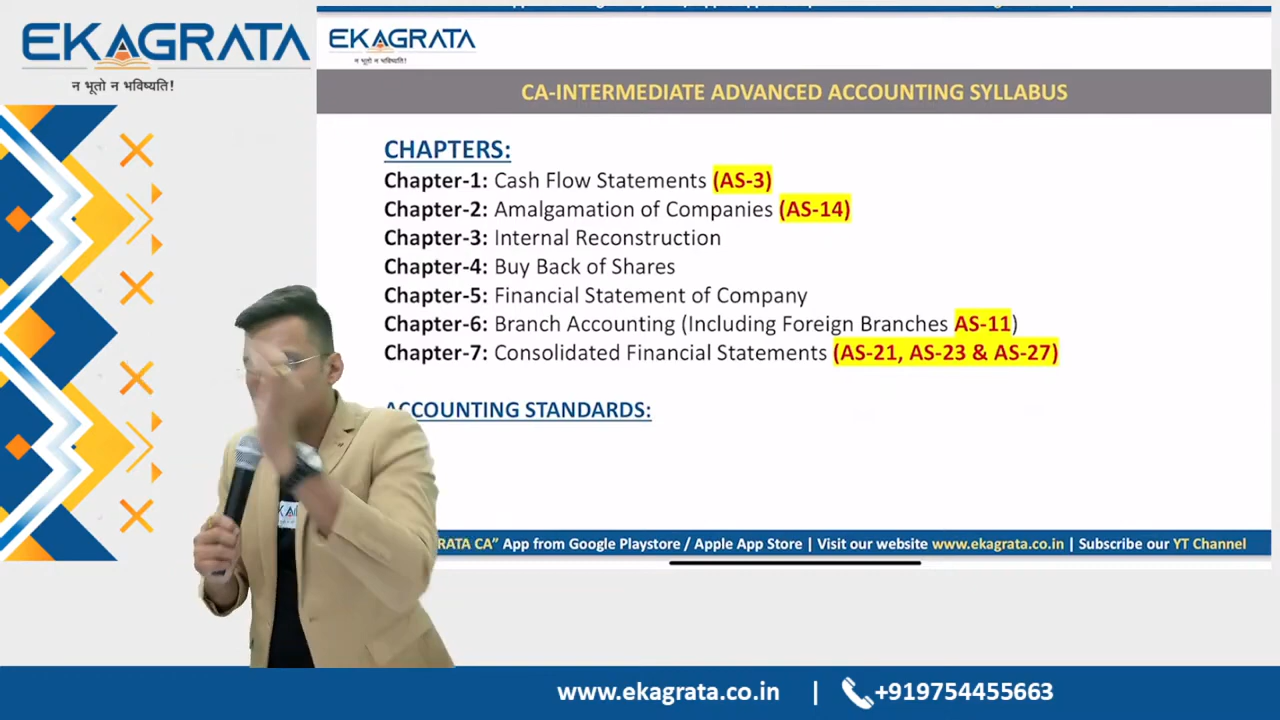 EKAGRATA
न भूतो न भविष्यति!
EKAGRATA
न भूतो न भविष्यति!
CA-INTERMEDIATE ADVANCED ACCOUNTING SYLLABUS
CHAPTERS:
Chapter-1: Cash Flow Statements (AS-3)
Chapter-2: Amalgamation of Companies (AS-14)
Chapter-3: Internal Reconstruction
Chapter-4: Buy Back of Shares
Chapter-5: Financial Statement of Company
Chapter-6: Branch Accounting (Including Foreign Branches AS-11)
Chapter-7: Consolidated Financial Statements (AS-21, AS-23 & AS-27)
ACCOUNTING STANDARDS:
RATA CA” App from Google Playstore / Apple App Store | Visit our website www.ekagrata.co.in | Subscribe our YT Channel
www.ekagrata.co.in | +919754455663